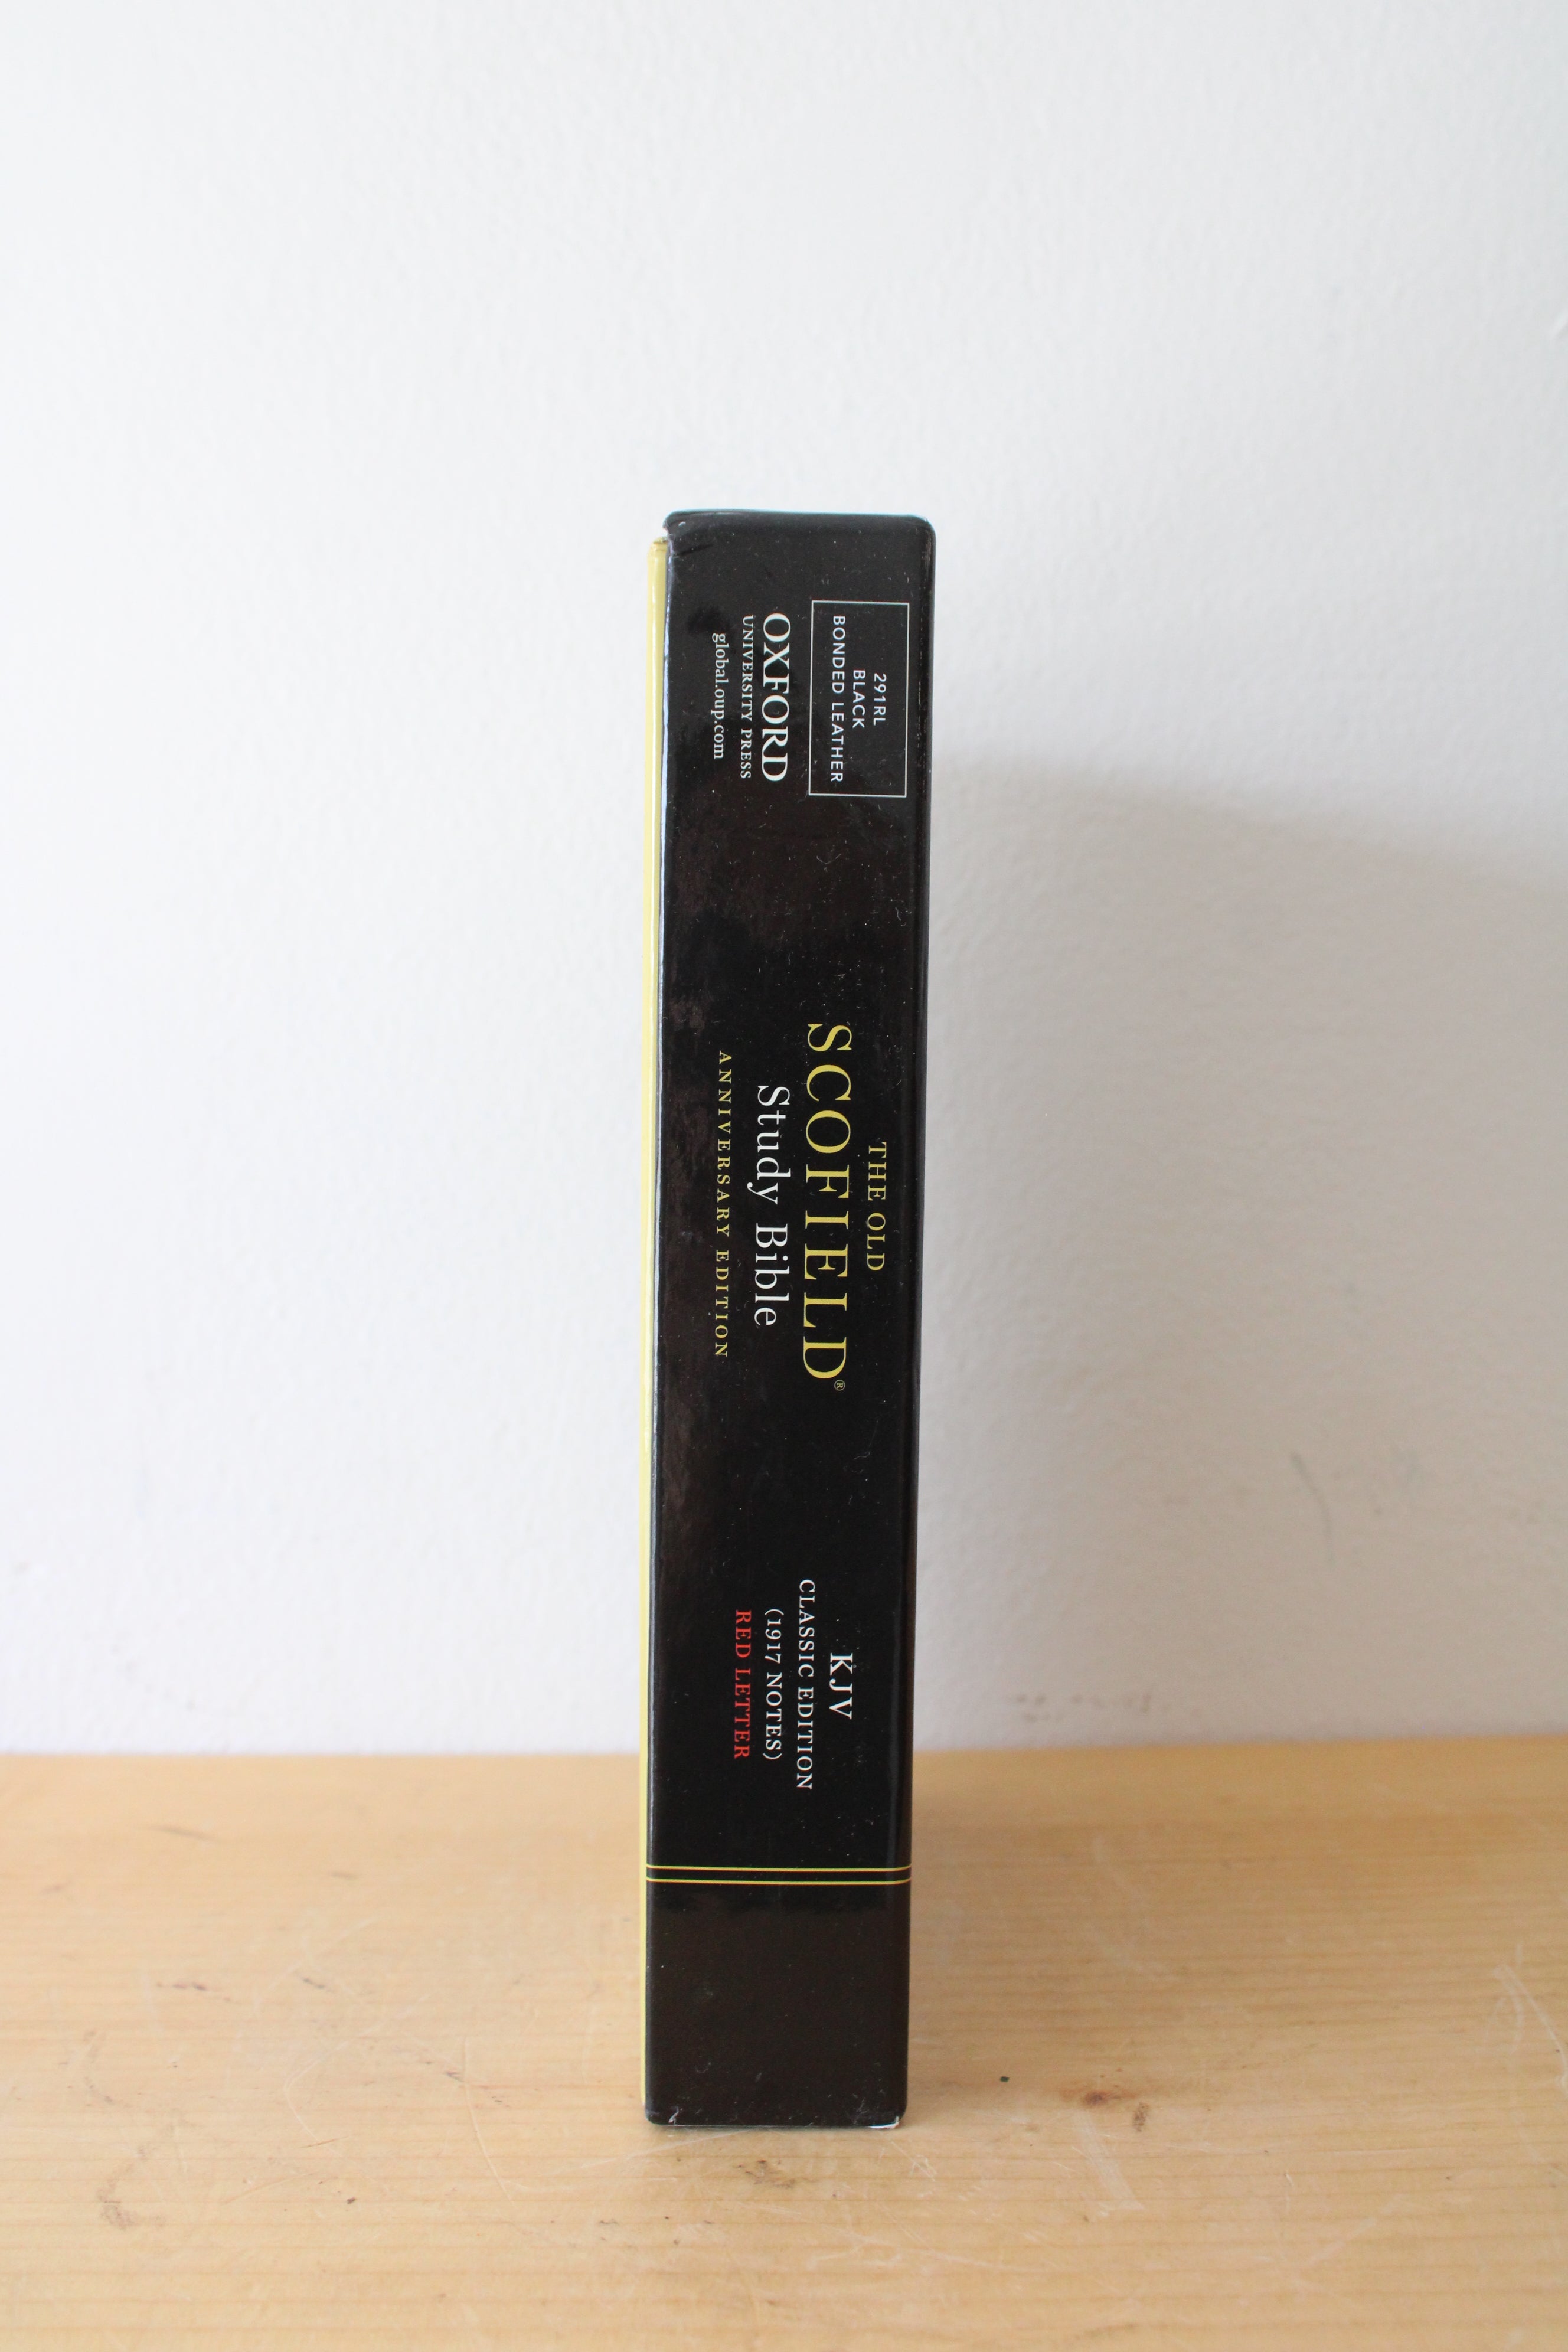 291RL
BLACK
BONDED LEATHER
OXFORD
UNIVERSITY PRESS
global.oup.com
THE OLD
SCOFIELD®
Study Bible
ANNIVERSARY EDITION
KJV
CLASSIC EDITION
(1917 NOTES)
RED LETTER